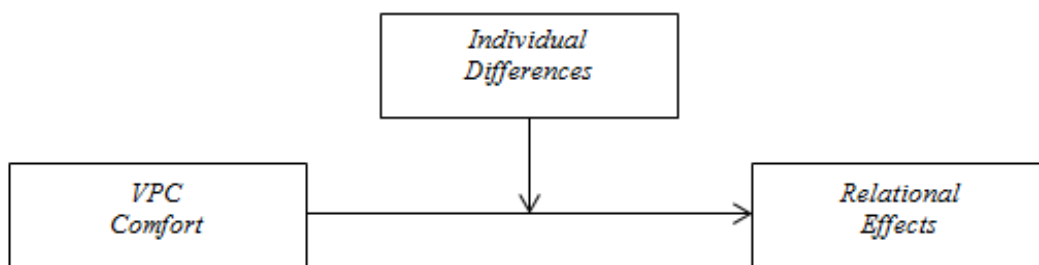 Individual
Differences
VPC
Comfort
Relational
Effects